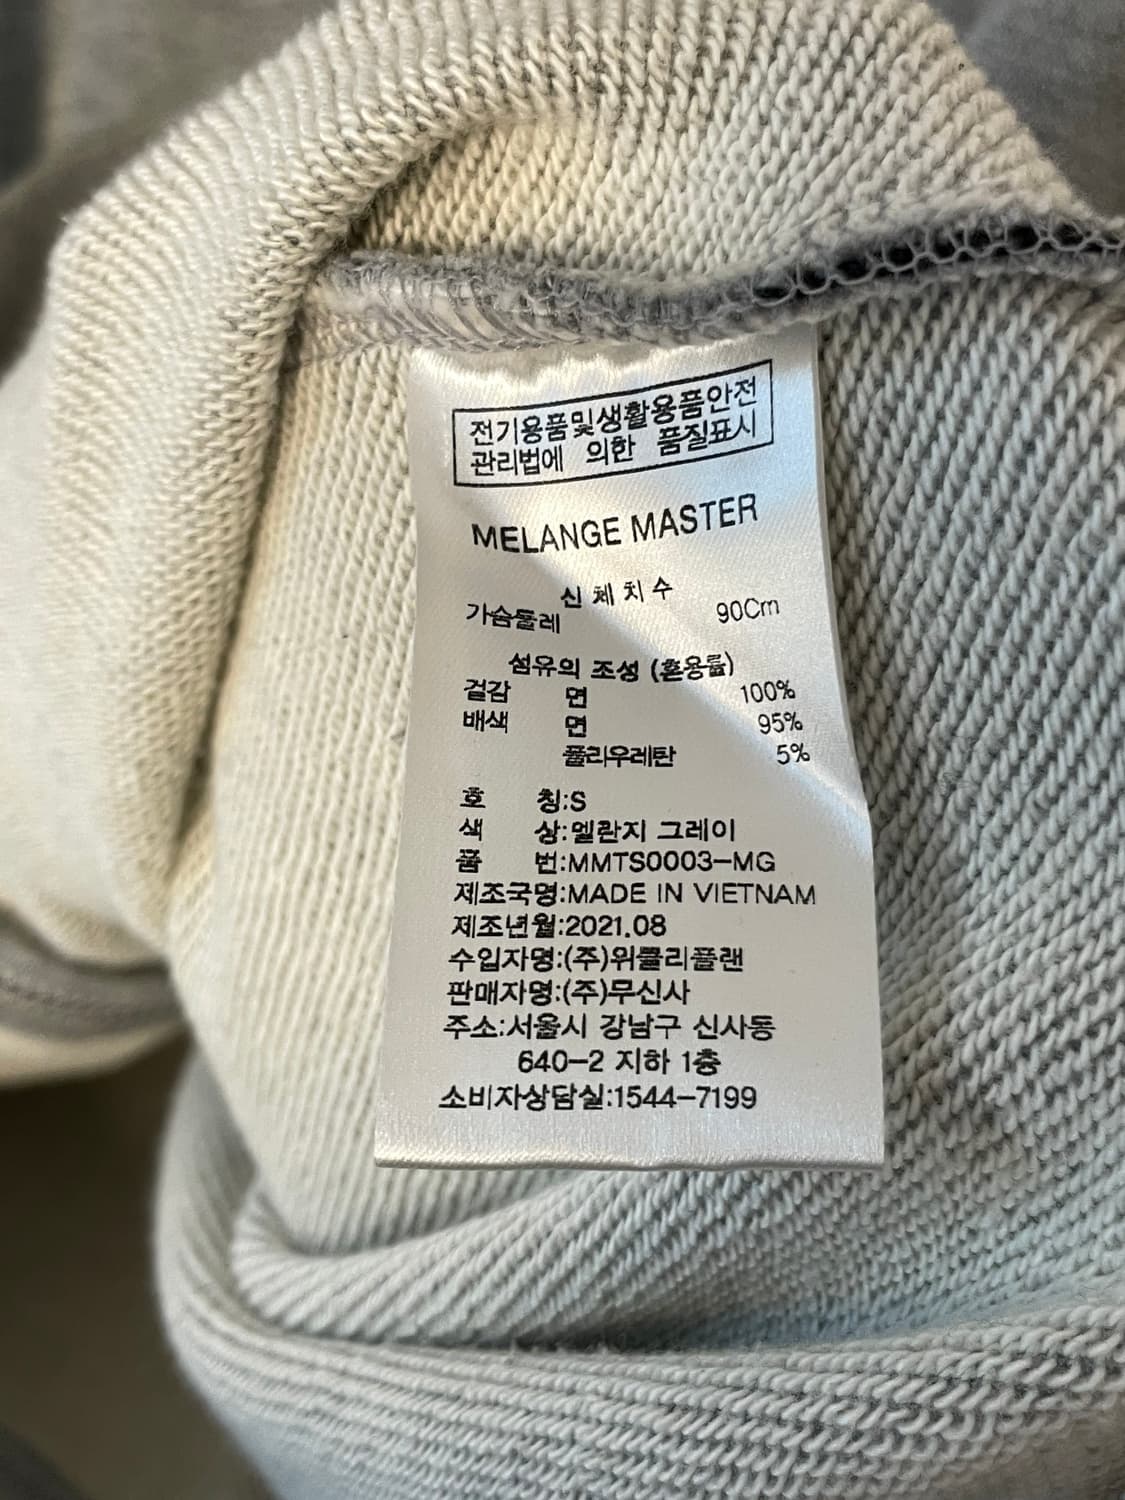 전기용품및생활용품안전
관리법에 의한 품질표시
MELANGE MASTER
신체치수
가슴둘레 90Cm
섬유의 조성 (혼용률)
겉감 면 100%
배색 면 95%
폴리우레탄 5%
호 칭:S
색 상:멜란지 그레이
품 번:MMTS0003-MG
제조국명:MADE IN VIETNAM
제조년월:2021.08
수입자명:(주)위클리플랜
판매자명:(주)무신사
주소:서울시 강남구 신사동
640-2 지하 1층
소비자상담실:1544-7199